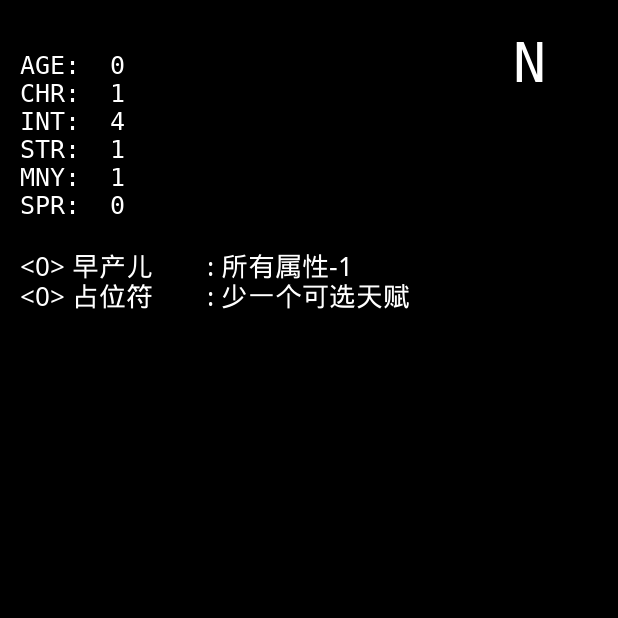 N
AGE: 0
CHR: 1
INT: 4
STR: 1
MNY: 1
SPR: 0
<O> 早产儿 : 所有属性-1
<O> 占位符 : 少一个可选天赋